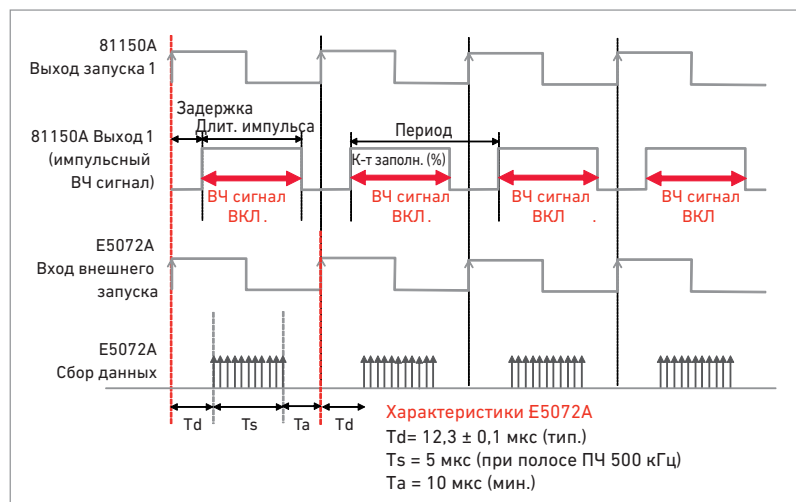 81150A
Выход запуска 1
Задержка
Длит. импульса
Период
81150A Выход 1
(импульсный
ВЧ сигнал)
К-т заполн. (%)
ВЧ сигнал
ВКЛ .
ВЧ сигнал
ВКЛ .
ВЧ сигнал
ВКЛ .
ВЧ сигнал
ВКЛ
E5072A
Вход внешнего
запуска
E5072A
Сбор данных
Td
Ts
Ta
Td
Характеристики E5072A
Td= 12,3 ± 0,1 мкс (тип.)
Ts = 5 мкс (при полосе ПЧ 500 кГц)
Ta = 10 мкс (мин.)